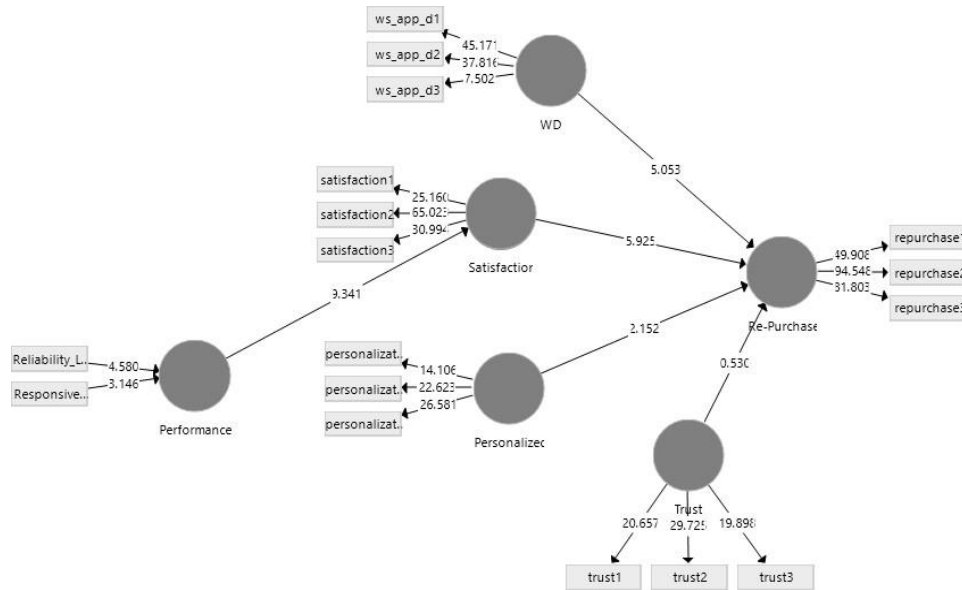 ws_app_d1
45.171
ws_app_d2
37.816
ws_app_d3
7.502
WD
5.053
satisfaction1
25.160
satisfaction2
65.023
satisfaction3
30.994
Satisfaction
5.925
9.341
repurchase1
49.908
repurchase2
94.548
repurchase3
31.803
Re-Purchase
2.152
0.530
Reliability_L...
4.580
Responsive...
3.146
Performance
personalizat...
14.106
personalizat...
22.623
personalizat...
26.581
Personalized
Trust
20.657
29.725
19.898
trust1
trust2
trust3